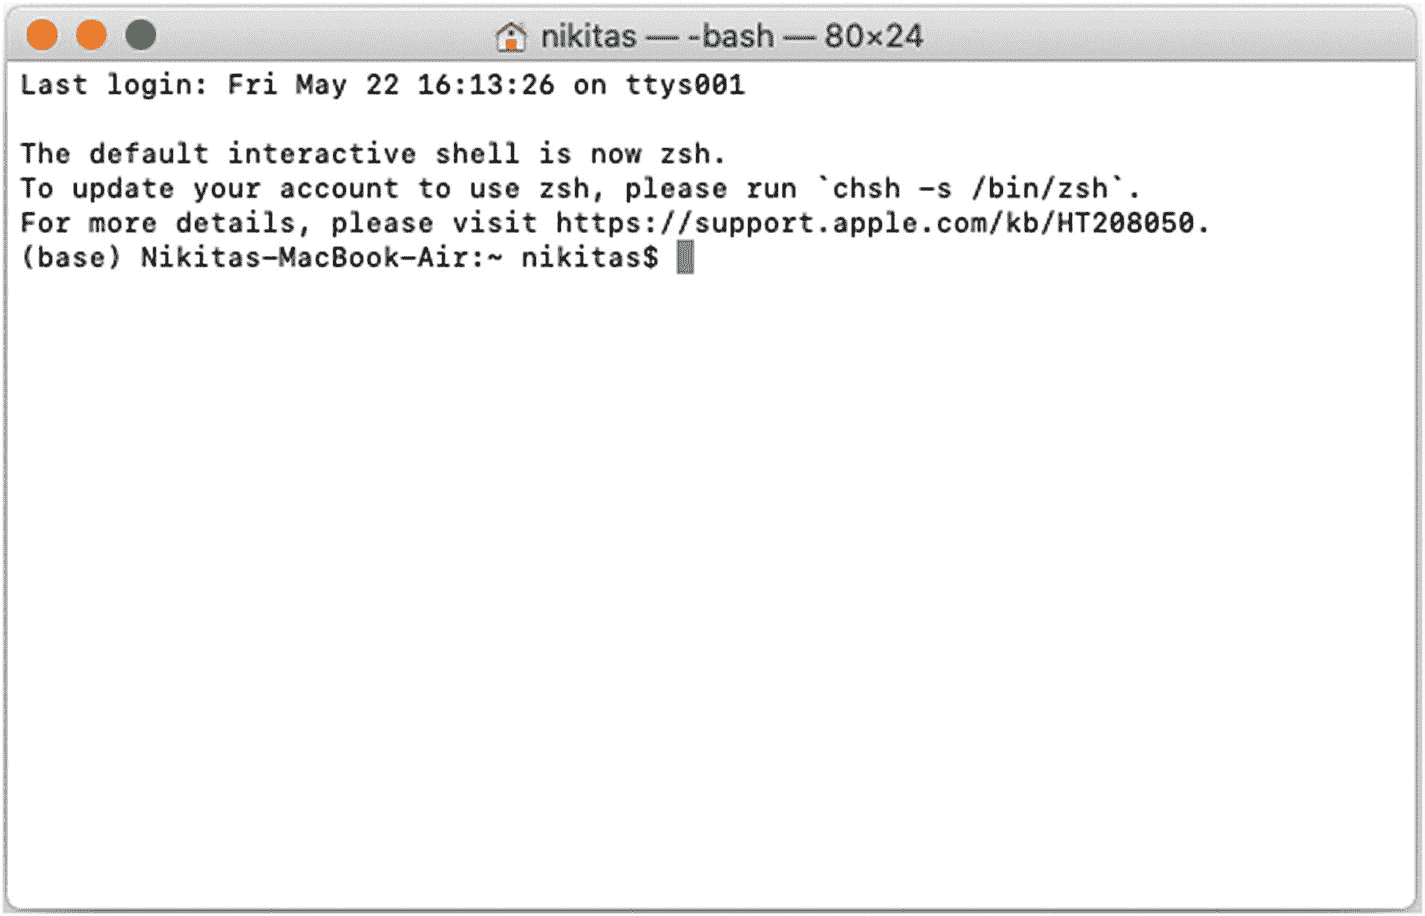 nikitas — -bash — 80×24
Last login: Fri May 22 16:13:26 on ttys001
The default interactive shell is now zsh.
To update your account to use zsh, please run `chsh -s /bin/zsh`.
For more details, please visit https://support.apple.com/kb/HT208050.
(base) Nikitas-MacBook-Air:~ nikitas$